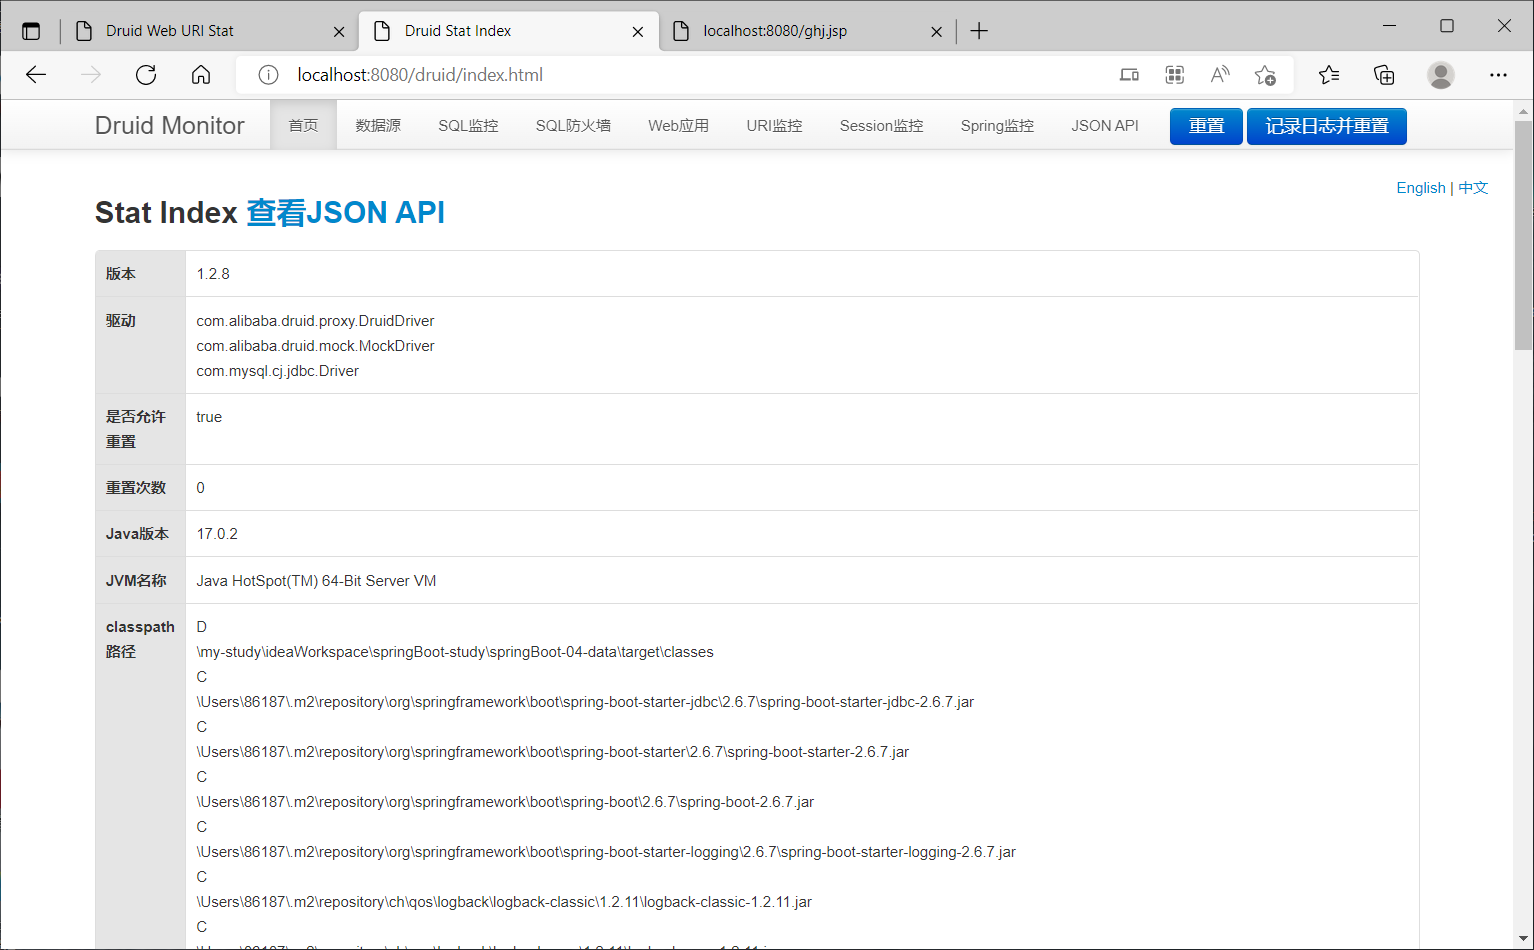 Druid Web URI Stat
Druid Stat Index
localhost:8080/ghj.jsp
localhost:8080/druid/index.html
Druid Monitor 首页 数据源 SQL监控 SQL防火墙 Web应用 URI监控 Session监控 Spring监控 JSON API 重置 记录日志并重置
English | 中文
Stat Index 查看JSON API
版本 1.2.8
驱动 com.alibaba.druid.proxy.DruidDriver
com.alibaba.druid.mock.MockDriver
com.mysql.cj.jdbc.Driver
是否允许 true
重置
重置次数 0
Java版本 17.0.2
JVM名称 Java HotSpot(TM) 64-Bit Server VM
classpath D
路径 \my-study\ideaWorkspace\springBoot-study\springBoot-04-data\target\classes
C
\Users\86187\.m2\repository\org\springframework\boot\spring-boot-starter-jdbc\2.6.7\spring-boot-starter-jdbc-2.6.7.jar
C
\Users\86187\.m2\repository\org\springframework\boot\spring-boot-starter\2.6.7\spring-boot-starter-2.6.7.jar
C
\Users\86187\.m2\repository\org\springframework\boot\spring-boot\2.6.7\spring-boot-2.6.7.jar
C
\Users\86187\.m2\repository\org\springframework\boot\spring-boot-starter-logging\2.6.7\spring-boot-starter-logging-2.6.7.jar
C
\Users\86187\.m2\repository\ch\qos\logback\logback-classic\1.2.11\logback-classic-1.2.11.jar
C